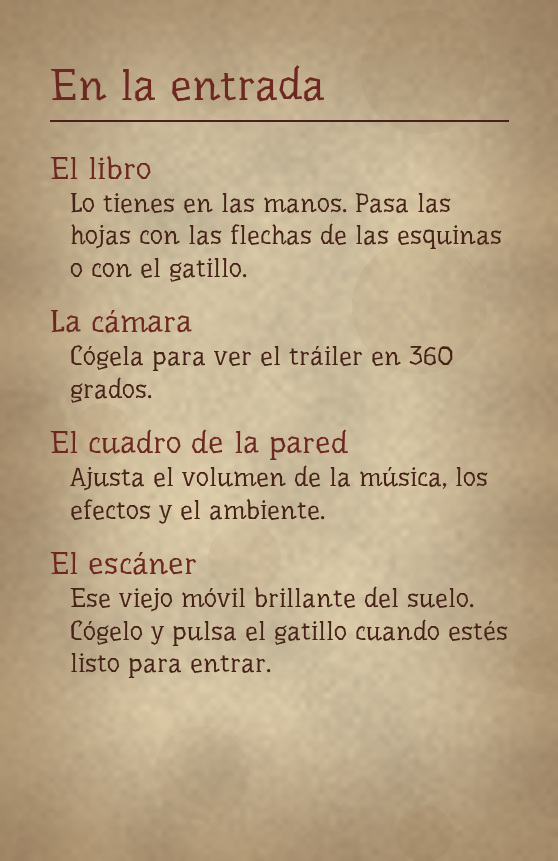 En la entrada
El libro
Lo tienes en las manos. Pasa las
hojas con las flechas de las esquinas
o con el gatillo.
La cámara
Cógela para ver el tráiler en 360
grados.
El cuadro de la pared
Ajusta el volumen de la música, los
efectos y el ambiente.
El escáner
Ese viejo móvil brillante del suelo.
Cógelo y pulsa el gatillo cuando estés
listo para entrar.